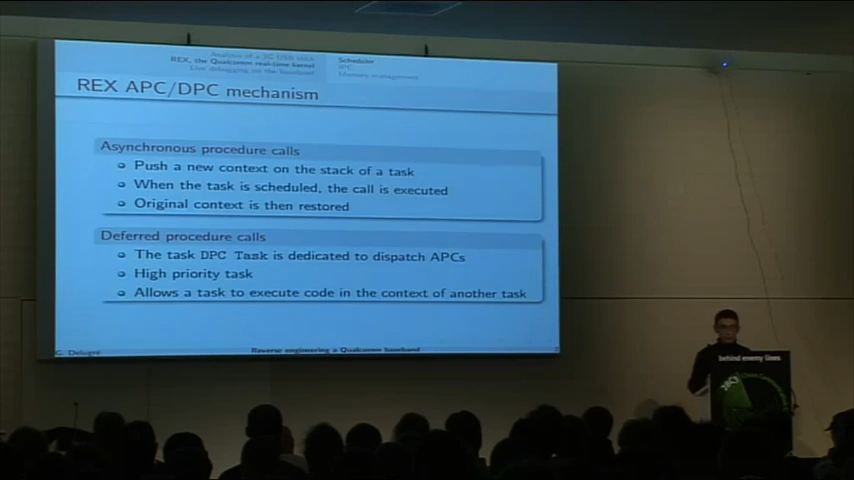 Analysis of a 3G USB stick
REX, the Qualcomm real-time kernel
Live debugging on the baseband
Scheduler
IPC
Memory management
REX APC/DPC mechanism
Asynchronous procedure calls
Push a new context on the stack of a task
When the task is scheduled, the call is executed
Original context is then restored
Deferred procedure calls
The task DPC Task is dedicated to dispatch APCs
High priority task
Allows a task to execute code in the context of another task
G. Delugré
Reverse engineering a Qualcomm baseband
behind enemy lines